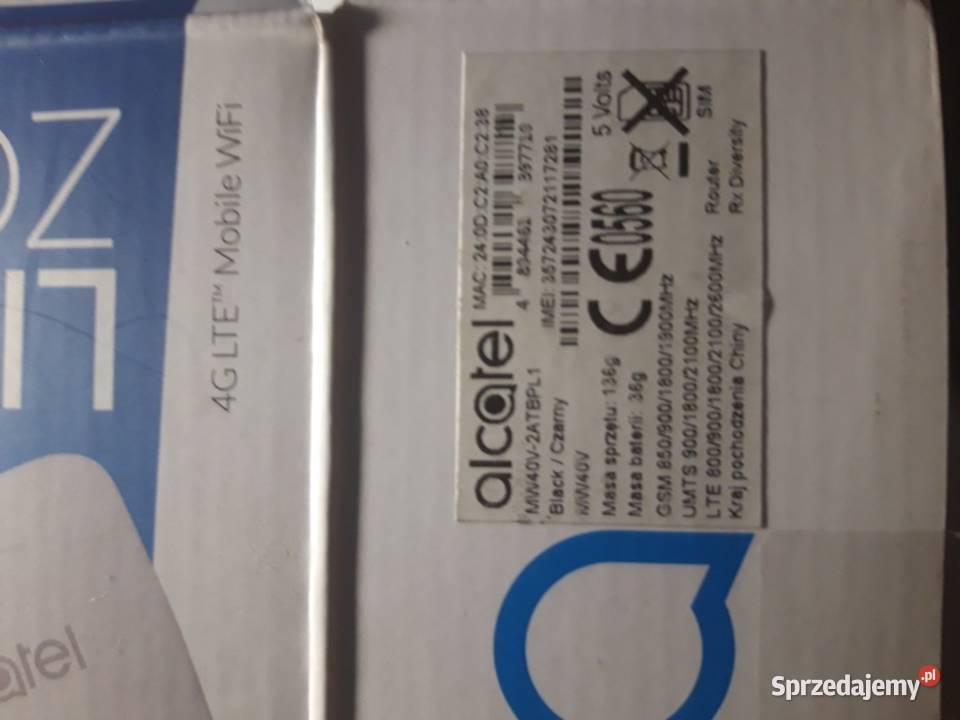 4G LTE™ Mobile WiFi
alcatel
MAC: 24:0D:C2:A0:C2:38
MW40V-2ATBPL1
4 894461 397719
Black / Czarny
IMEI: 357243072117281
MW40V
Masa sprzętu: 136g
5 Volts
Masa baterii: 36g
CE0560
GSM 850/900/1800/1900MHz
UMTS 900/1800/2100MHz
SIM
LTE 800/900/1800/2100/2600MHz Router
Kraj pochodzenia Chiny
Rx Diversity
atel
Sprzedajemy.pl